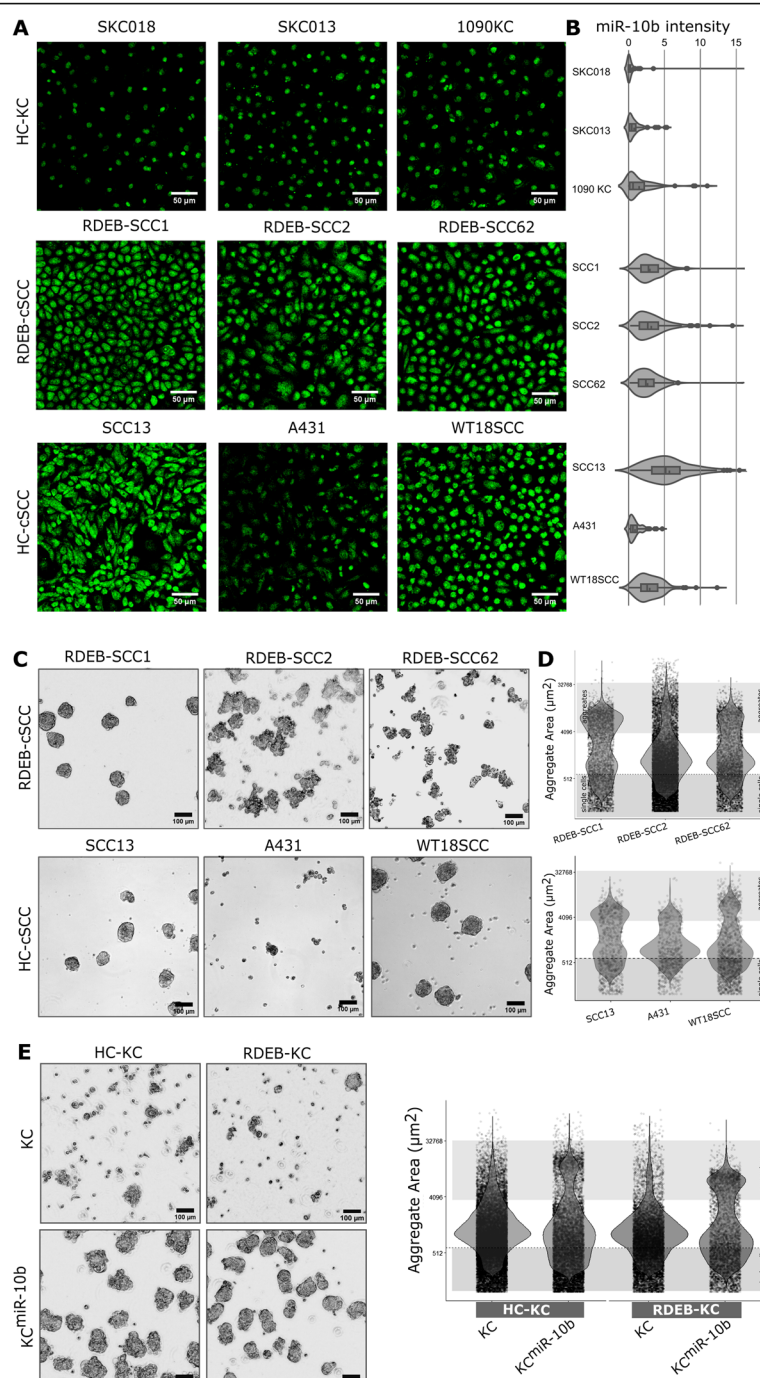 A
SKC018 SKC013 1090KC
HC-KC
50 µm 50 µm 50 µm
RDEB-SCC1 RDEB-SCC2 RDEB-SCC62
RDEB-cSCC
50 µm 50 µm 50 µm
SCC13 A431 WT18SCC
HC-cSCC
50 µm 50 µm 50 µm
B miR-10b intensity
0 5 10 15
SKC018
SKC013
1090 KC
SCC1
SCC2
SCC62
SCC13
A431
WT18SCC
C
RDEB-SCC1 RDEB-SCC2 RDEB-SCC62
RDEB-cSCC
100 µm 100 µm 100 µm
SCC13 A431 WT18SCC
HC-cSCC
100 µm 100 µm 100 µm
D
Aggregate Area (µm2)
32768
4096
512
aggreates
single cells
RDEB-SCC1 RDEB-SCC2 RDEB-SCC62
Aggregate Area (µm²)
32768
4096
512
SCC13 A431 WT18SCC
E
HC-KC RDEB-KC
KC
100 µm 100 µm
KCmiR-10b
Aggregate Area (µm²)
32768
4096
512
HC-KC RDEB-KC
KC KCmiR-10b KC KCmiR-10b